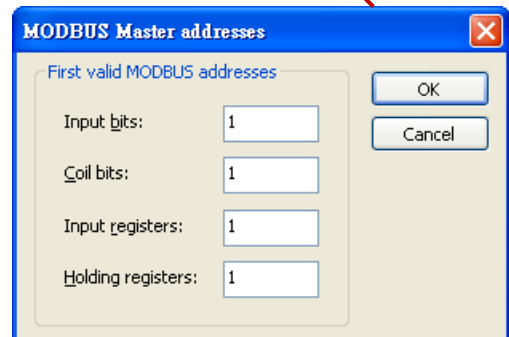 MODBUS Master addresses
First valid MODBUS addresses
OK
Input bits: 1
Cancel
Coil bits: 1
Input registers: 1
Holding registers: 1